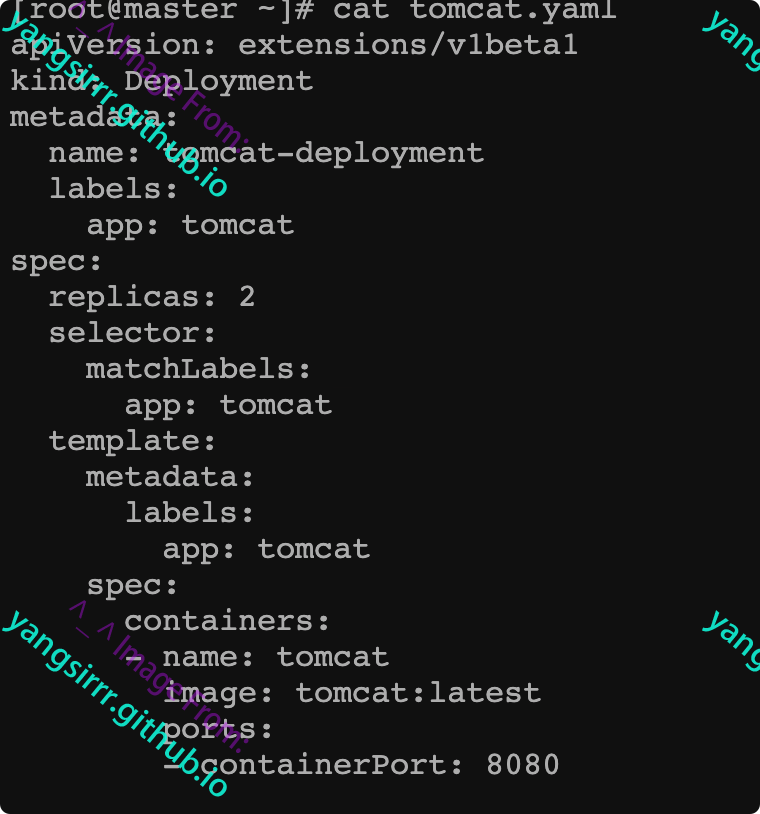 [root@master ~]# cat tomcat.yaml
apiVersion: extensions/v1beta1
kind: Deployment
metadata:
  name: tomcat-deployment
  labels:
    app: tomcat
spec:
  replicas: 2
  selector:
    matchLabels:
      app: tomcat
  template:
    metadata:
      labels:
        app: tomcat
    spec:
      containers:
      - name: tomcat
        image: tomcat:latest
        ports:
        - containerPort: 8080
^_^ Image From:
yangsirrr.github.io
yang
^_^ Image From:
yangsirrr.github.io
yang